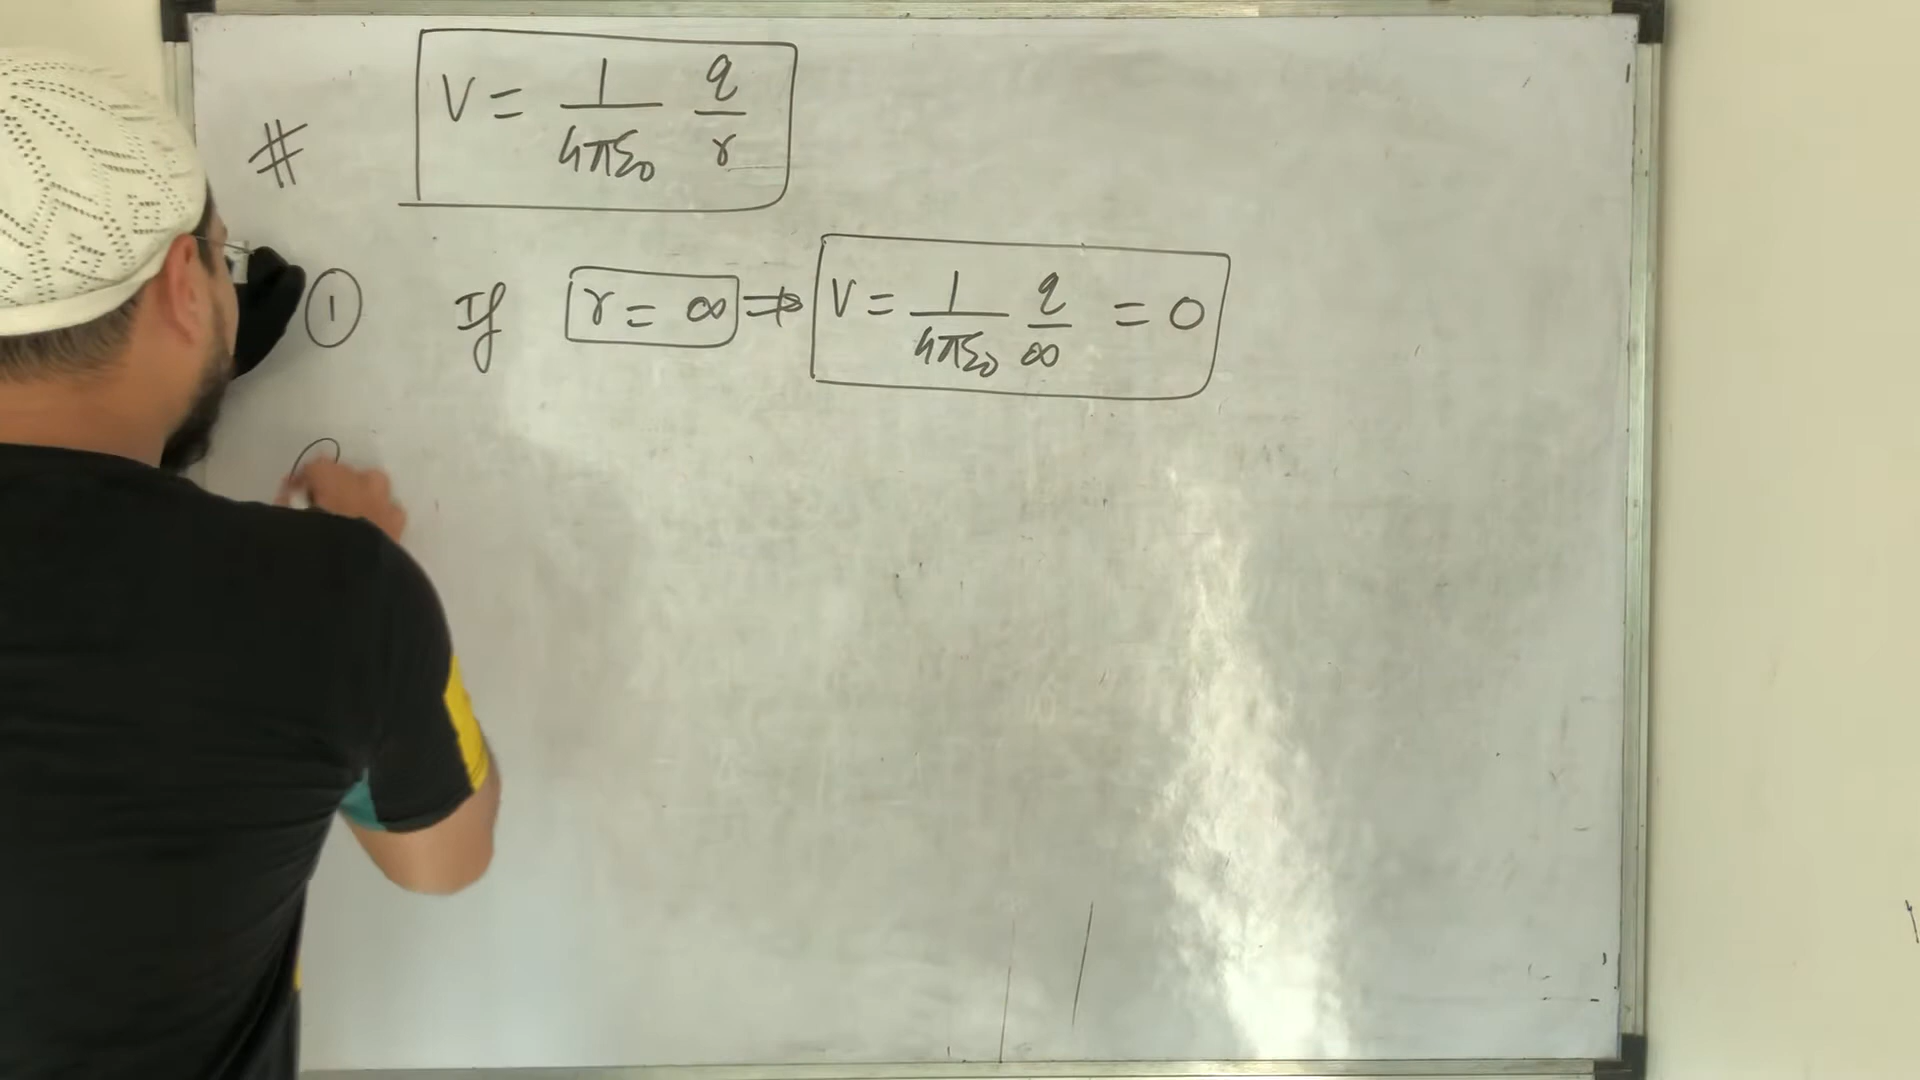 # V = 1/4πε₀ q/r
① If r = ∞ ⇒ V = 1/4πε₀ q/∞ = 0